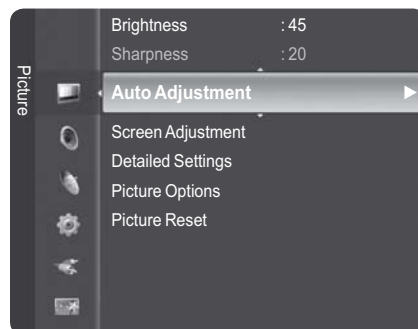 Picture
Brightness : 45
Sharpness : 20
Auto Adjustment
Screen Adjustment
Detailed Settings
Picture Options
Picture Reset